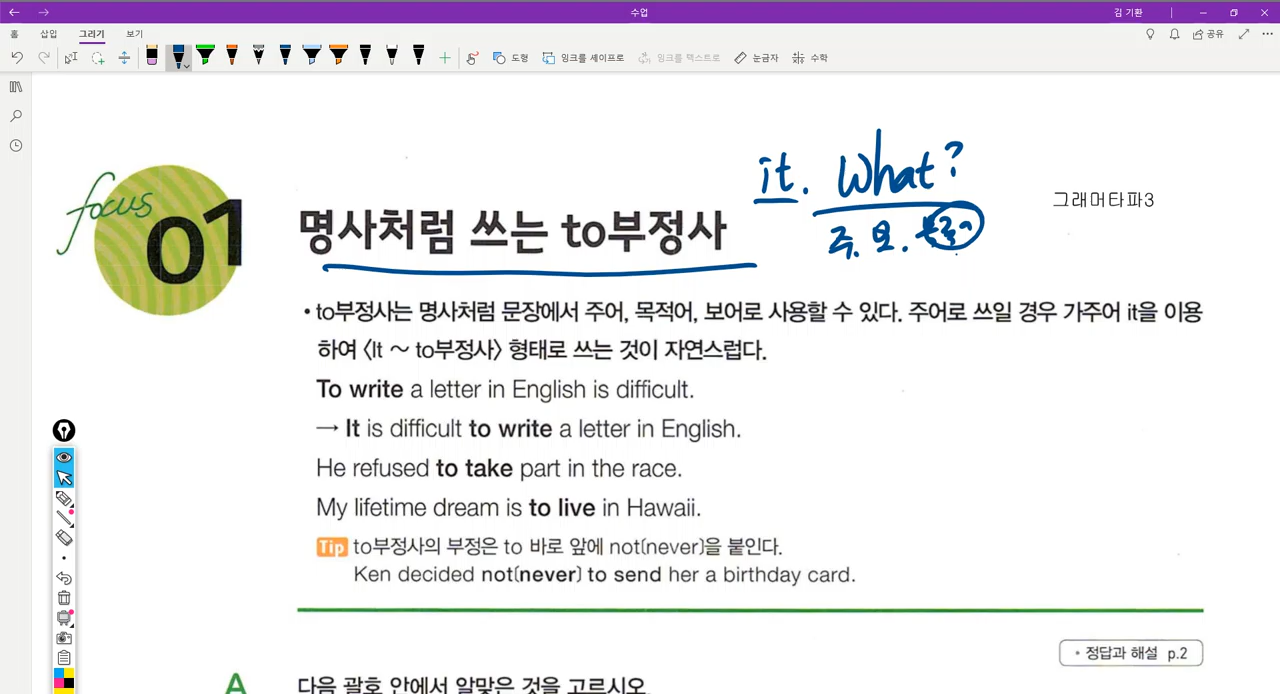 수업
김 기환
홈 삽입 그리기 보기
공유
도형 잉크를 셰이프로 잉크를 텍스트로 눈금자 수학
it. What?
focus 01
명사처럼 쓰는 to부정사
그래머타파3
주. 보.
• to부정사는 명사처럼 문장에서 주어, 목적어, 보어로 사용할 수 있다. 주어로 쓰일 경우 가주어 it을 이용
하여 〈It ~ to부정사〉 형태로 쓰는 것이 자연스럽다.
To write a letter in English is difficult.
→ It is difficult to write a letter in English.
He refused to take part in the race.
My lifetime dream is to live in Hawaii.
Tip to부정사의 부정은 to 바로 앞에 not(never)을 붙인다.
Ken decided not(never) to send her a birthday card.
• 정답과 해설 p.2
A 다음 괄호 안에서 알맞은 것을 고르시오.